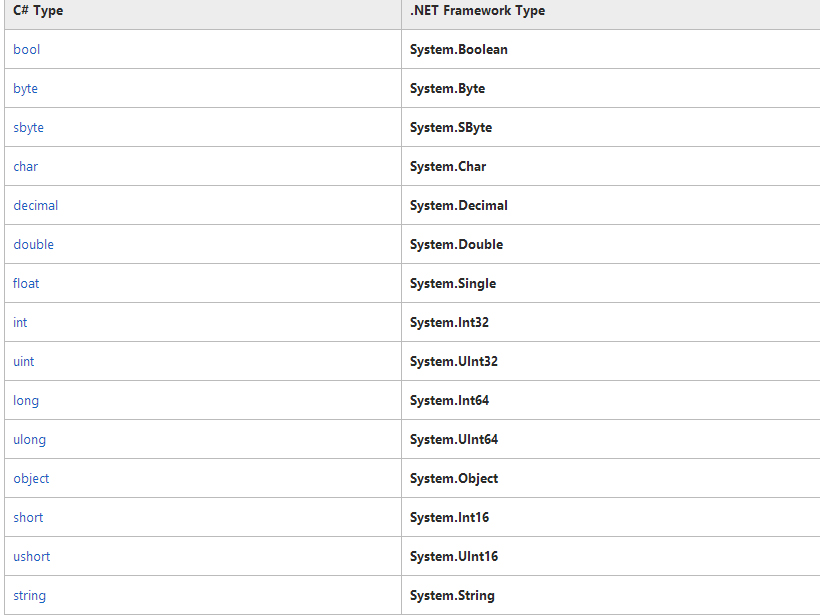 C# Type .NET Framework Type
bool System.Boolean
byte System.Byte
sbyte System.SByte
char System.Char
decimal System.Decimal
double System.Double
float System.Single
int System.Int32
uint System.UInt32
long System.Int64
ulong System.UInt64
object System.Object
short System.Int16
ushort System.UInt16
string System.String